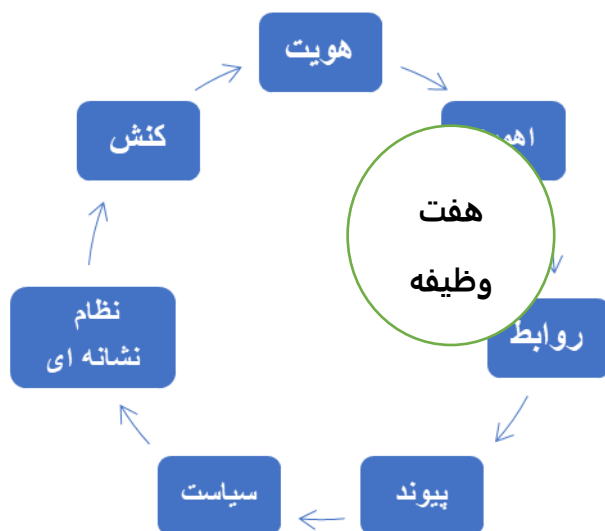 هویت
روابط
پیوند
سیاست
نظام
نشانه ای
کنش
هفت
وظیفه